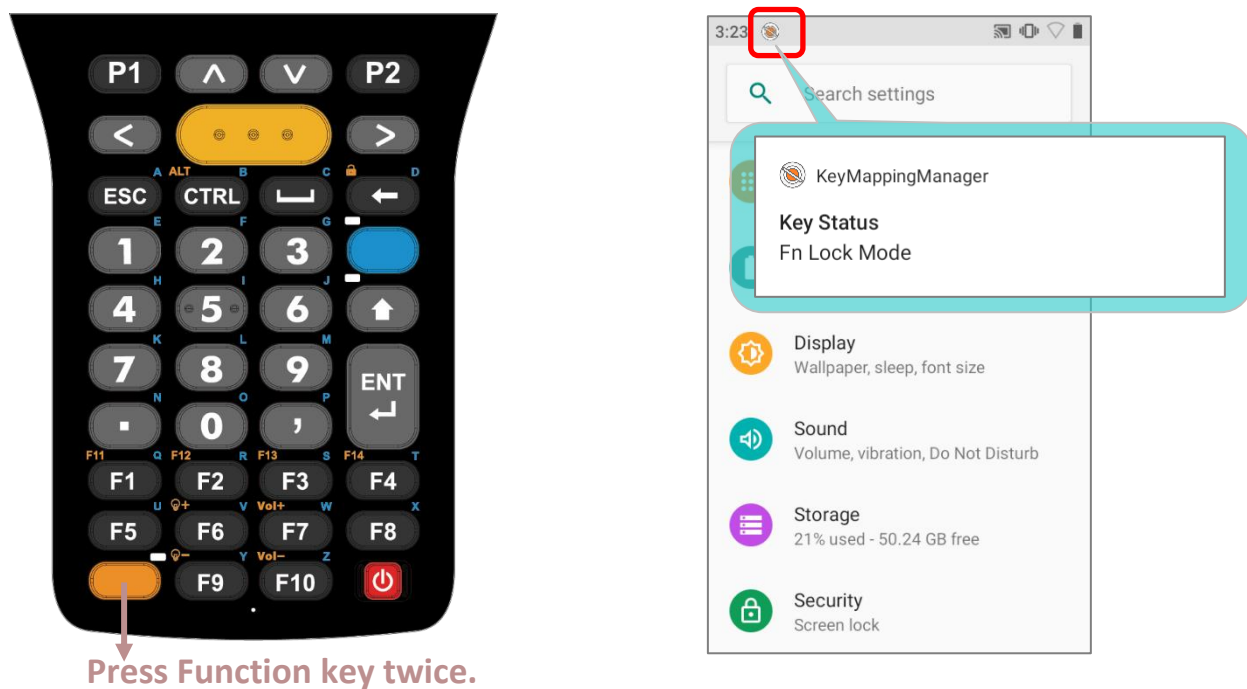 P1 ∧ ∨ P2
< >
A ALT B C D
ESC CTRL ←
E F G
1 2 3
H I J
4 5 6
K L M
7 8 9 ENT
N O P
. 0 ,
F11 Q F12 R F13 S F14 T
F1 F2 F3 F4
U + V Vol+ W X
F5 F6 F7 F8
– Y Vol– Z
F9 F10
Press Function key twice.
3:23
Search settings
KeyMappingManager
Key Status
Fn Lock Mode
Display
Wallpaper, sleep, font size
Sound
Volume, vibration, Do Not Disturb
Storage
21% used - 50.24 GB free
Security
Screen lock